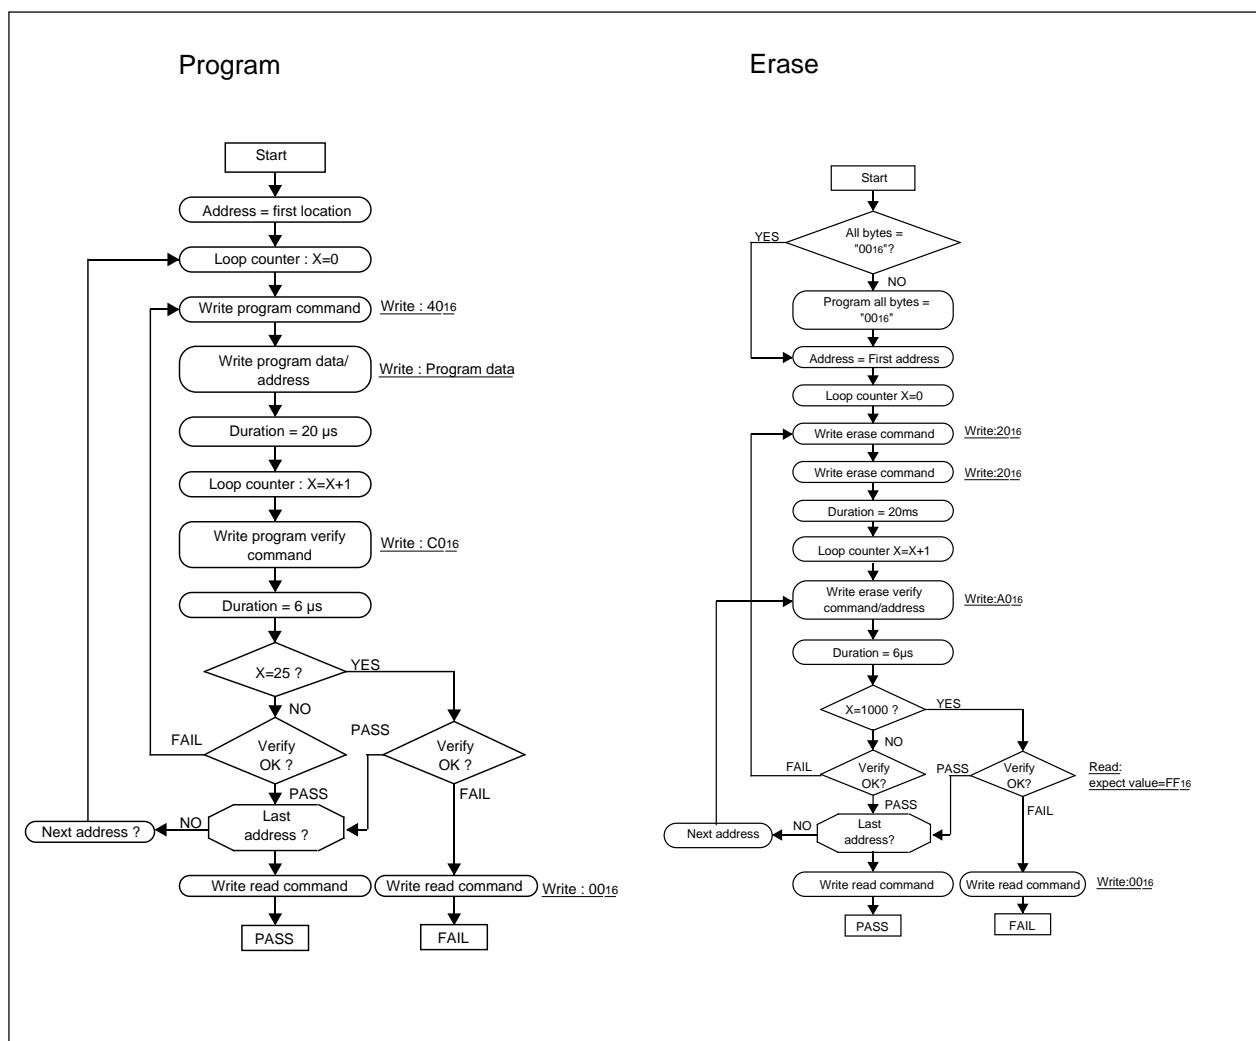 Program
Start
Address = first location
Loop counter : X=0
Write program command
Write : 4016
Write program data/
address
Write : Program data
Duration = 20 µs
Loop counter : X=X+1
Write program verify
command
Write : C016
Duration = 6 µs
X=25 ?
YES
NO
FAIL
Verify
OK ?
PASS
PASS
Verify
OK ?
FAIL
Last
address ?
NO
Next address ?
Write read command
Write read command
Write : 0016
PASS
FAIL
Erase
Start
All bytes =
"0016"?
YES
NO
Program all bytes =
"0016"
Address = First address
Loop counter X=0
Write erase command
Write:2016
Write erase command
Write:2016
Duration = 20ms
Loop counter X=X+1
Write erase verify
command/address
Write:A016
Duration = 6µs
X=1000 ?
YES
NO
FAIL
Verify
OK?
PASS
PASS
Verify
OK?
FAIL
Read:
expect value=FF16
Last
address?
NO
Next address
Write read command
Write read command
Write:0016
PASS
FAIL